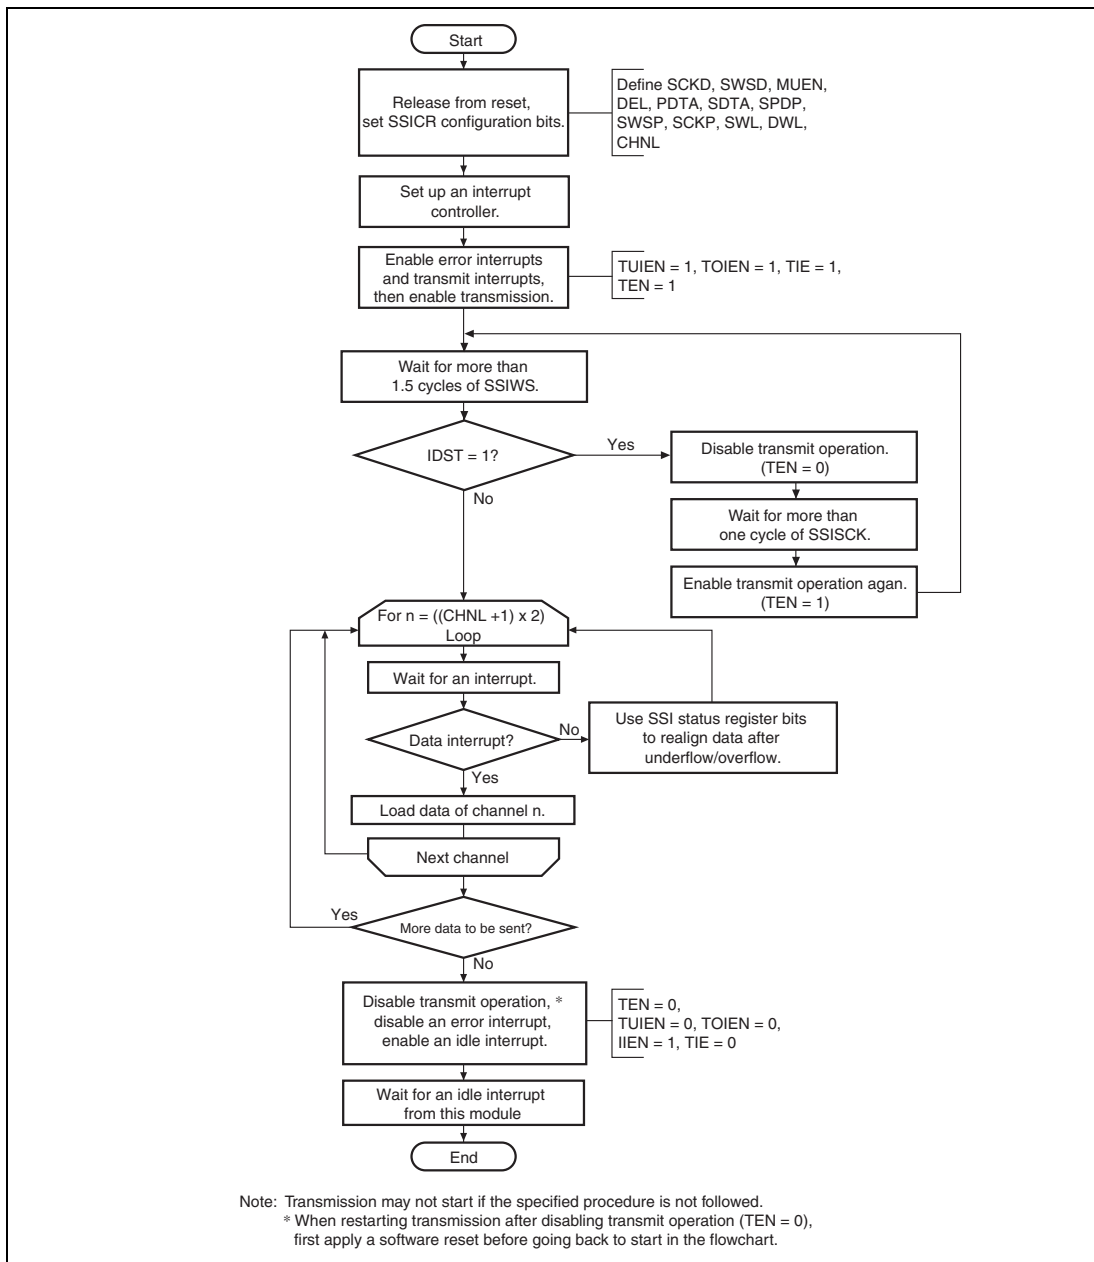 Start
Release from reset,
set SSICR configuration bits.
Define SCKD, SWSD, MUEN,
DEL, PDTA, SDTA, SPDP,
SWSP, SCKP, SWL, DWL,
CHNL
Set up an interrupt
controller.
Enable error interrupts
and transmit interrupts,
then enable transmission.
TUIEN = 1, TOIEN = 1, TIE = 1,
TEN = 1
Wait for more than
1.5 cycles of SSIWS.
IDST = 1?
Yes
No
Disable transmit operation.
(TEN = 0)
Wait for more than
one cycle of SSISCK.
Enable transmit operation agan.
(TEN = 1)
For n = ((CHNL +1) x 2)
Loop
Wait for an interrupt.
Data interrupt?
No
Yes
Use SSI status register bits
to realign data after
underflow/overflow.
Load data of channel n.
Next channel
More data to be sent?
Yes
No
Disable transmit operation, *
disable an error interrupt,
enable an idle interrupt.
TEN = 0,
TUIEN = 0, TOIEN = 0,
IIEN = 1, TIE = 0
Wait for an idle interrupt
from this module
End
Note: Transmission may not start if the specified procedure is not followed.
* When restarting transmission after disabling transmit operation (TEN = 0),
first apply a software reset before going back to start in the flowchart.